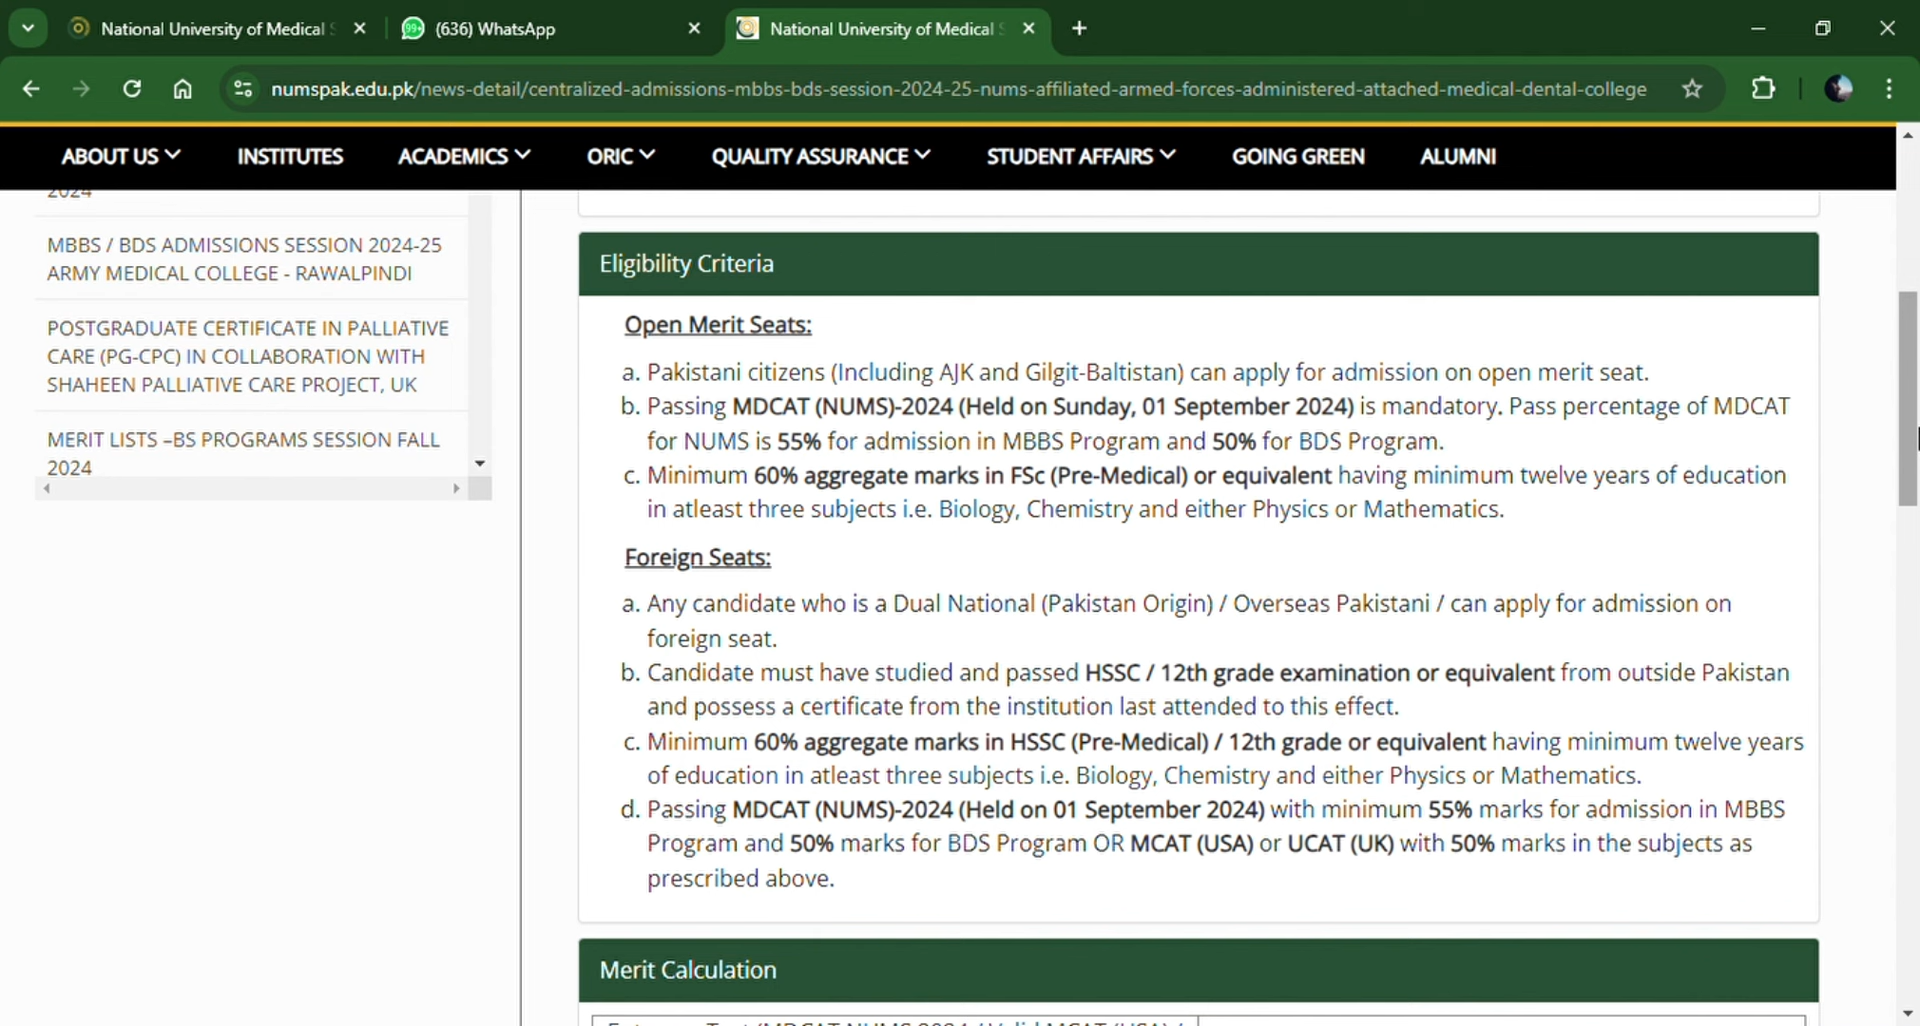 National University of Medical S
(636) WhatsApp
National University of Medical S
99+
numspak.edu.pk/news-detail/centralized-admissions-mbbs-bds-session-2024-25-nums-affiliated-armed-forces-administered-attached-medical-dental-college
ABOUT US INSTITUTES ACADEMICS ORIC QUALITY ASSURANCE STUDENT AFFAIRS GOING GREEN ALUMNI
2024
MBBS / BDS ADMISSIONS SESSION 2024-25
ARMY MEDICAL COLLEGE - RAWALPINDI
POSTGRADUATE CERTIFICATE IN PALLIATIVE
CARE (PG-CPC) IN COLLABORATION WITH
SHAHEEN PALLIATIVE CARE PROJECT, UK
MERIT LISTS –BS PROGRAMS SESSION FALL
2024
Eligibility Criteria
Open Merit Seats:
a. Pakistani citizens (Including AJK and Gilgit-Baltistan) can apply for admission on open merit seat.
b. Passing MDCAT (NUMS)-2024 (Held on Sunday, 01 September 2024) is mandatory. Pass percentage of MDCAT
for NUMS is 55% for admission in MBBS Program and 50% for BDS Program.
c. Minimum 60% aggregate marks in FSc (Pre-Medical) or equivalent having minimum twelve years of education
in atleast three subjects i.e. Biology, Chemistry and either Physics or Mathematics.
Foreign Seats:
a. Any candidate who is a Dual National (Pakistan Origin) / Overseas Pakistani / can apply for admission on
foreign seat.
b. Candidate must have studied and passed HSSC / 12th grade examination or equivalent from outside Pakistan
and possess a certificate from the institution last attended to this effect.
c. Minimum 60% aggregate marks in HSSC (Pre-Medical) / 12th grade or equivalent having minimum twelve years
of education in atleast three subjects i.e. Biology, Chemistry and either Physics or Mathematics.
d. Passing MDCAT (NUMS)-2024 (Held on 01 September 2024) with minimum 55% marks for admission in MBBS
Program and 50% marks for BDS Program OR MCAT (USA) or UCAT (UK) with 50% marks in the subjects as
prescribed above.
Merit Calculation